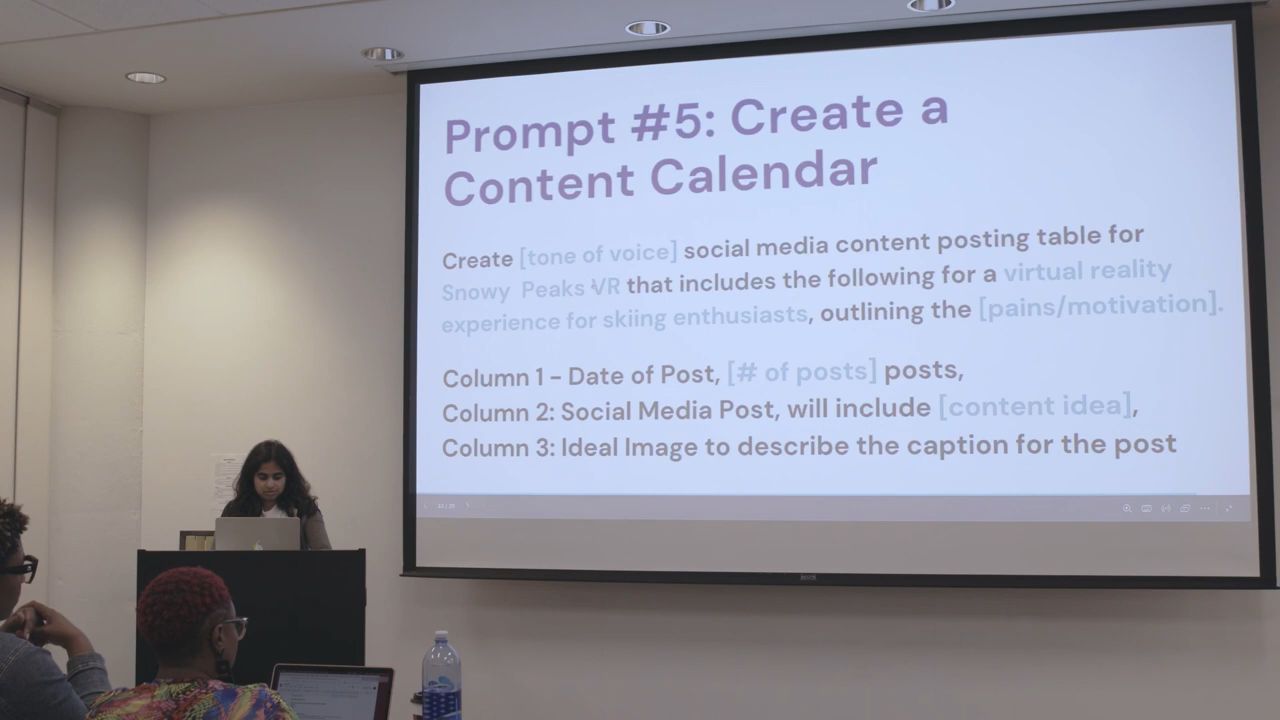 Prompt #5: Create a
Content Calendar
Create [tone of voice] social media content posting table for
Snowy Peaks VR that includes the following for a virtual reality
experience for skiing enthusiasts, outlining the [pains/motivation].
Column 1 – Date of Post, [# of posts] posts,
Column 2: Social Media Post, will include [content idea],
Column 3: Ideal Image to describe the caption for the post